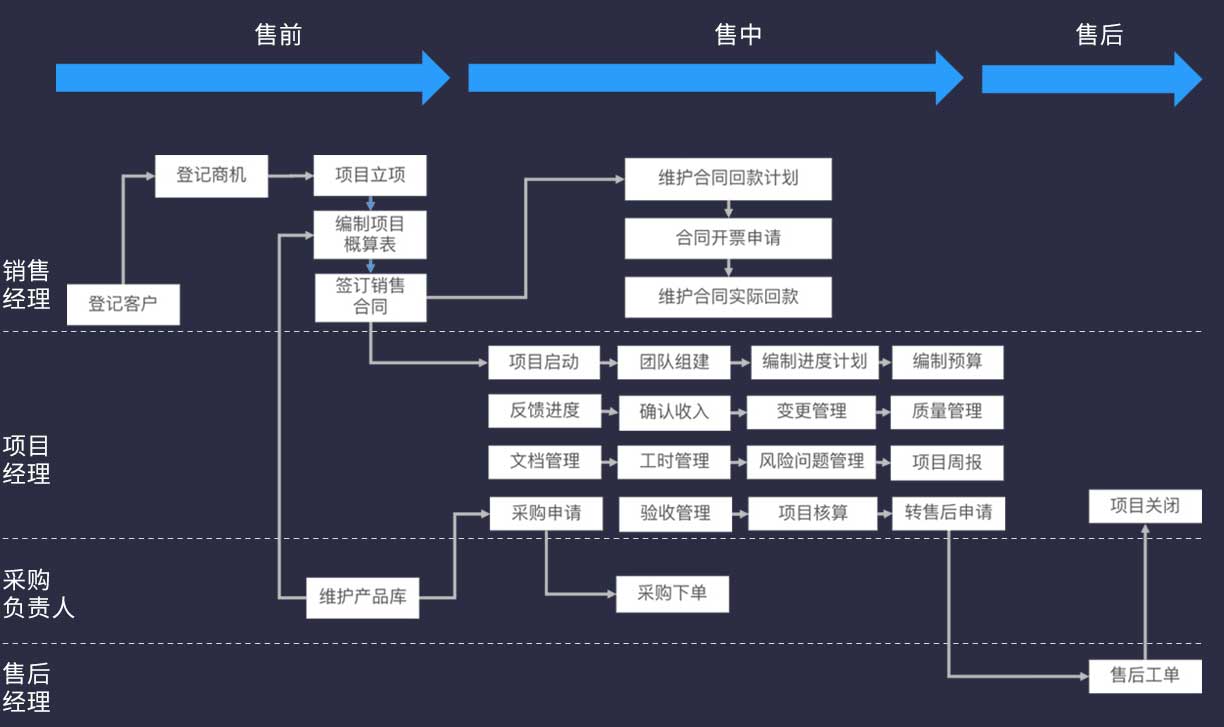 售前
售中
售后
登记商机
项目立项
维护合同回款计划
编制项目
概算表
合同开票申请
销售
经理
登记客户
签订销售
合同
维护合同实际回款
项目启动
团队组建
编制进度计划
编制预算
反馈进度
确认收入
变更管理
质量管理
项目
经理
文档管理
工时管理
风险问题管理
项目周报
采购申请
验收管理
项目核算
转售后申请
项目关闭
采购
负责人
维护产品库
采购下单
售后
经理
售后工单